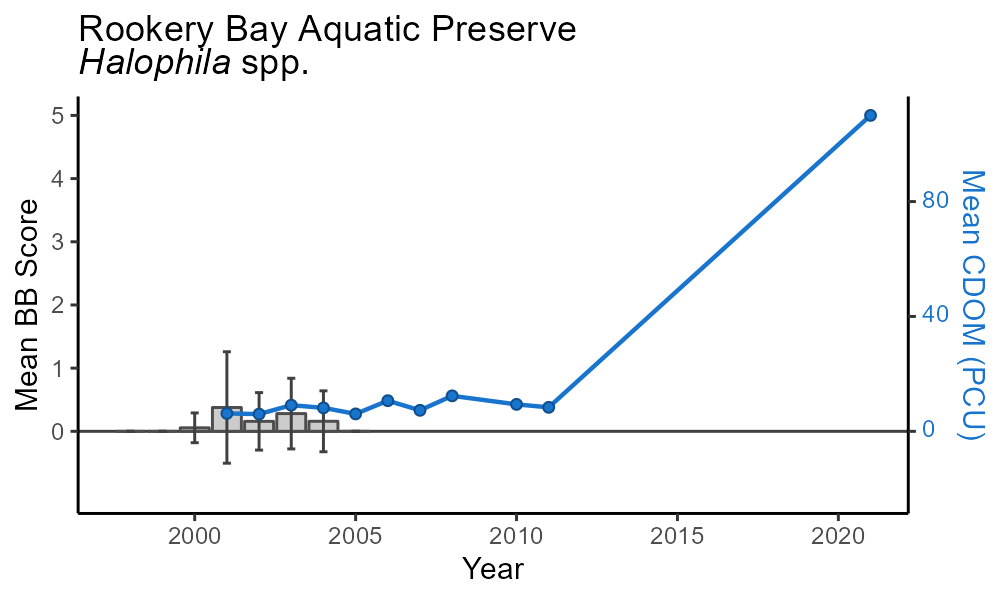 Rookery Bay Aquatic Preserve
Halophila spp.
5
4
3
2
1
0
Mean BB Score
80
40
0
Mean CDOM (PCU)
2000 2005 2010 2015 2020
Year